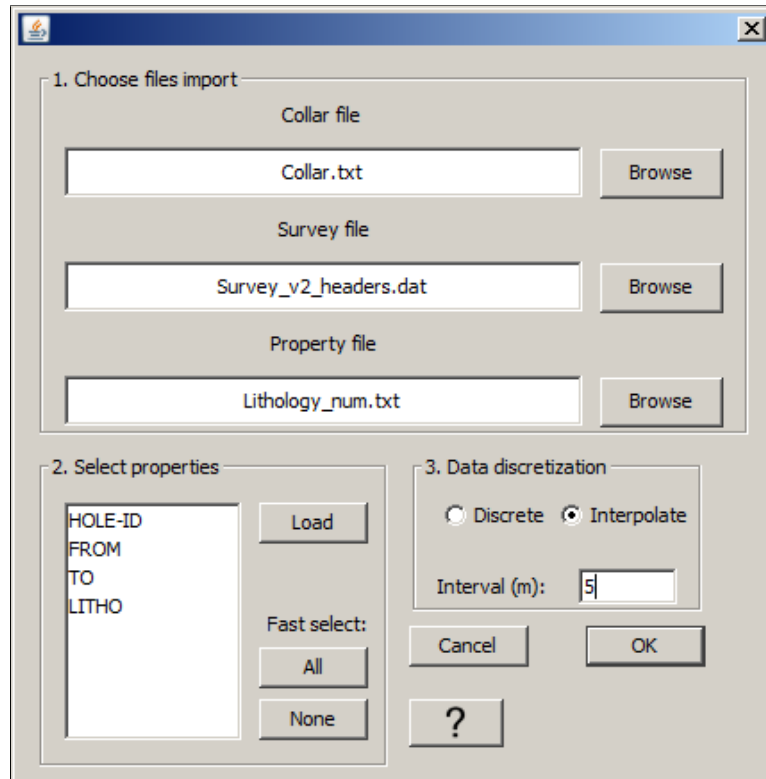 1. Choose files import
Collar file
Collar.txt
Browse
Survey file
Survey_v2_headers.dat
Browse
Property file
Lithology_num.txt
Browse
2. Select properties
HOLE-ID
FROM
TO
LITHO
Load
Fast select:
All
None
3. Data discretization
Discrete Interpolate
Interval (m): 5
Cancel OK
?